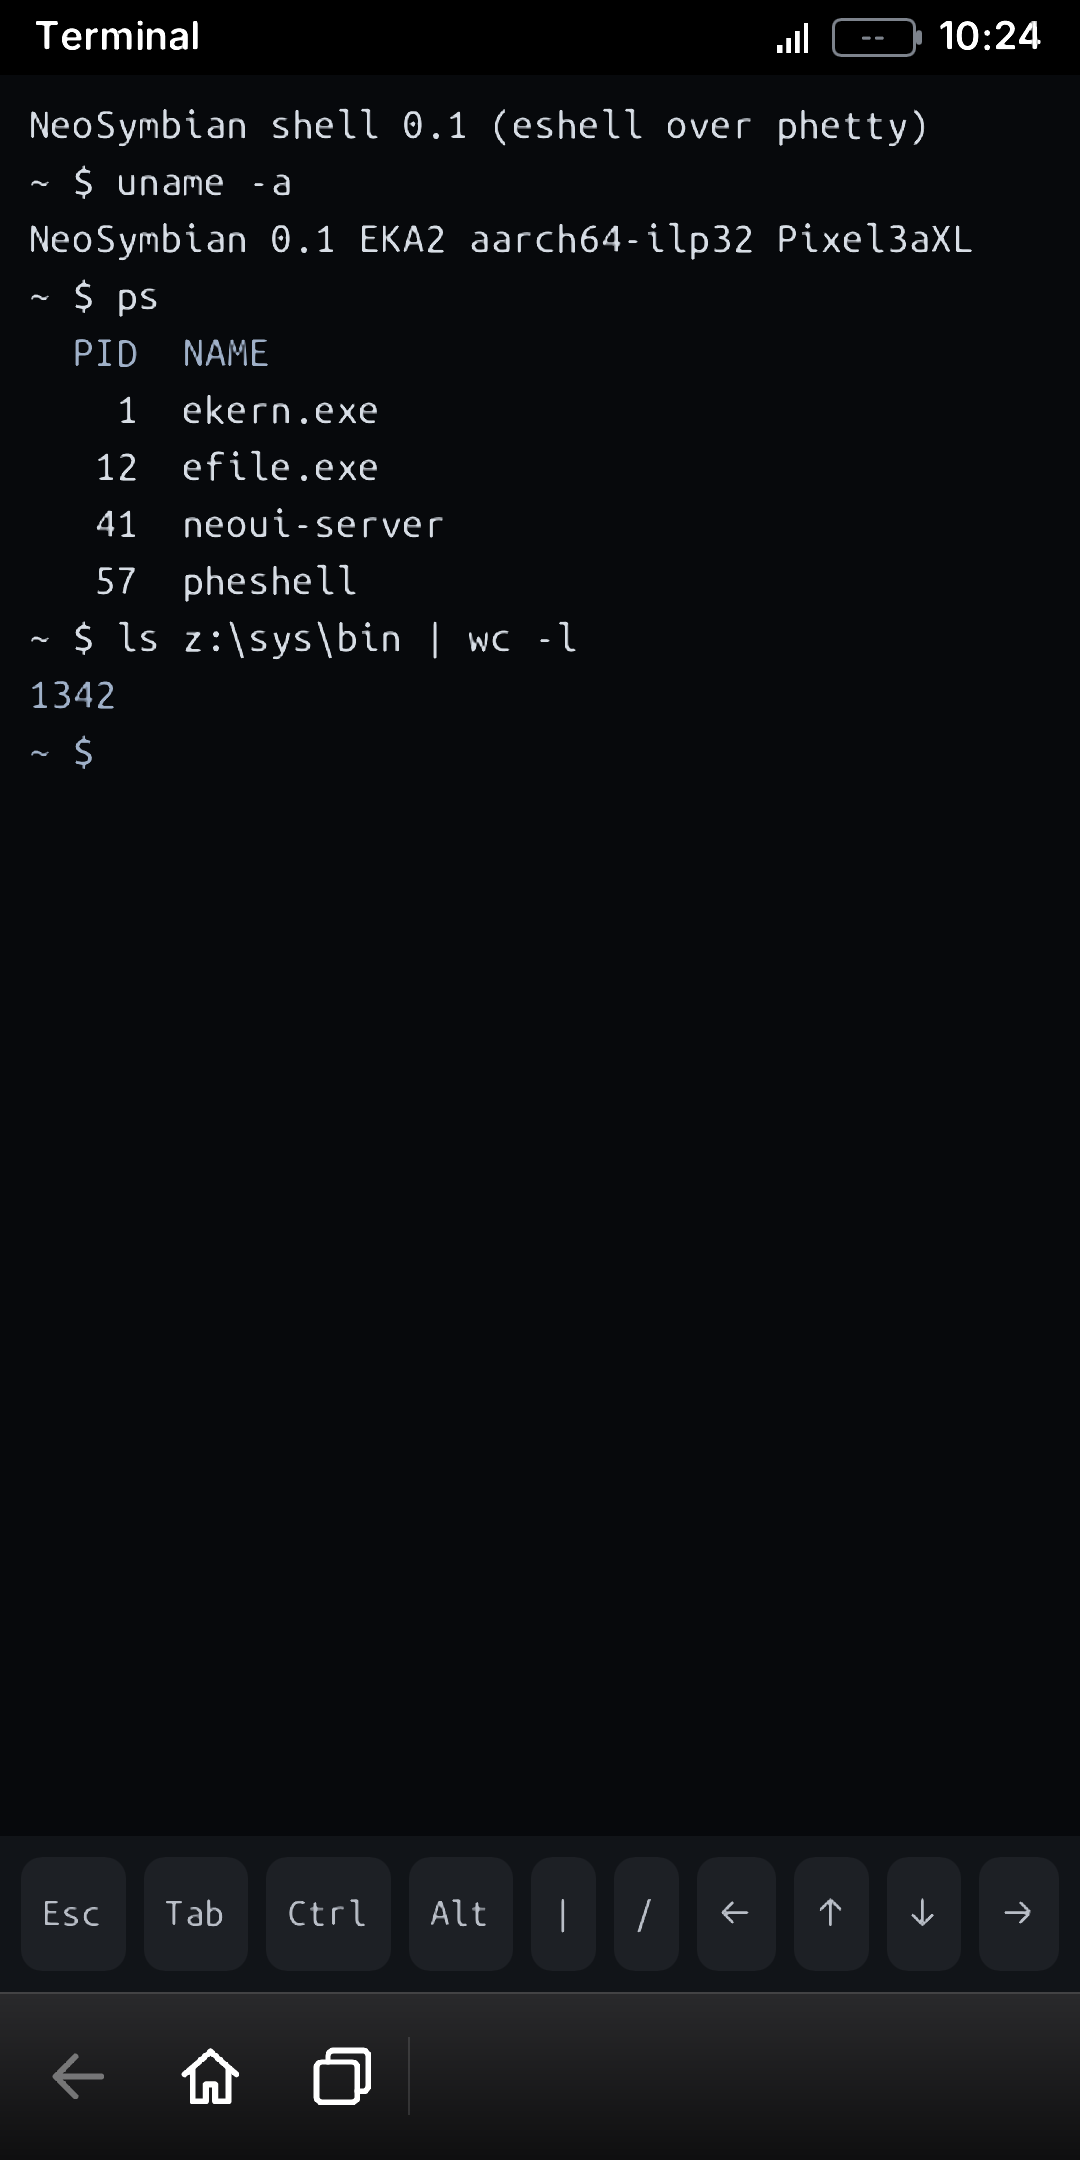 Terminal -- 10:24
NeoSymbian shell 0.1 (eshell over phetty)
~ $ uname -a
NeoSymbian 0.1 EKA2 aarch64-ilp32 Pixel3aXL
~ $ ps
PID NAME
1 ekern.exe
12 efile.exe
41 neoui-server
57 pheshell
~ $ ls z:\sys\bin | wc -l
1342
~ $
Esc Tab Ctrl Alt | / ← ↑ ↓ →